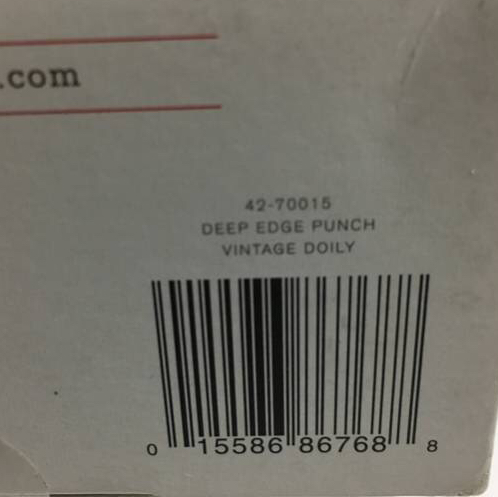 .com
42-70015
DEEP EDGE PUNCH
VINTAGE DOILY
0 15586 86768 8